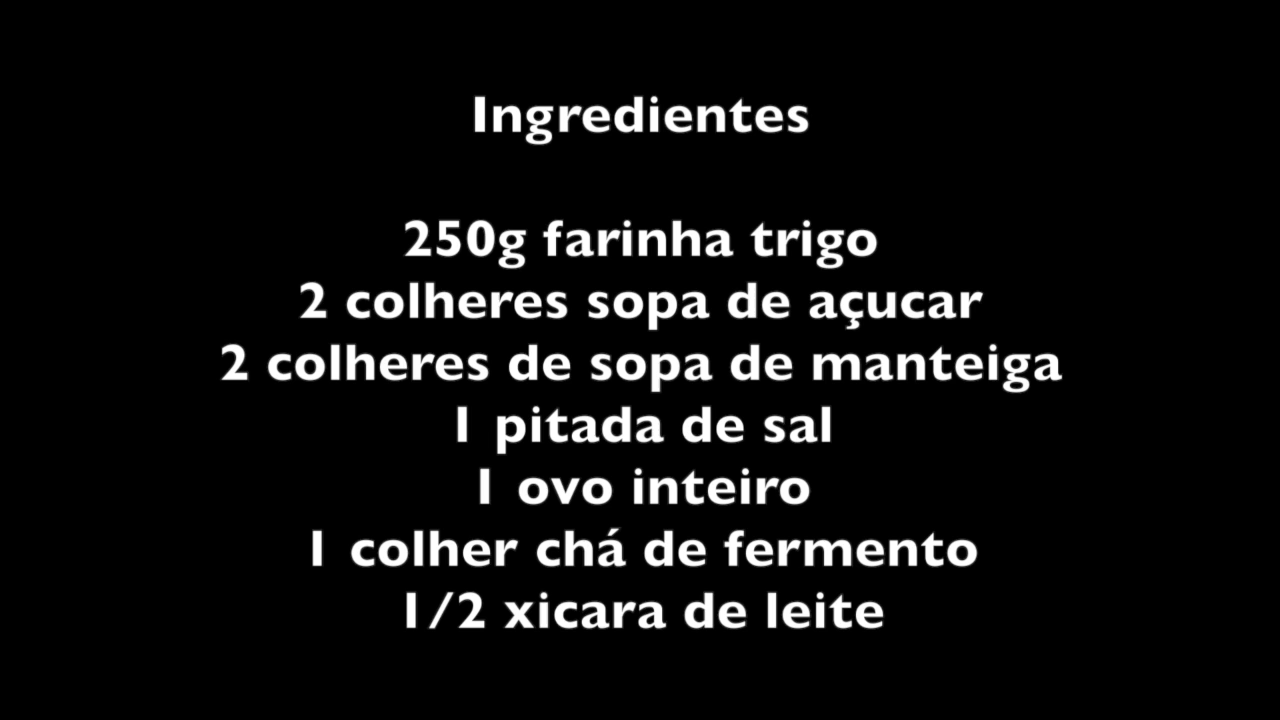 Ingredientes
250g farinha trigo
2 colheres sopa de açucar
2 colheres de sopa de manteiga
1 pitada de sal
1 ovo inteiro
1 colher chá de fermento
1/2 xicara de leite